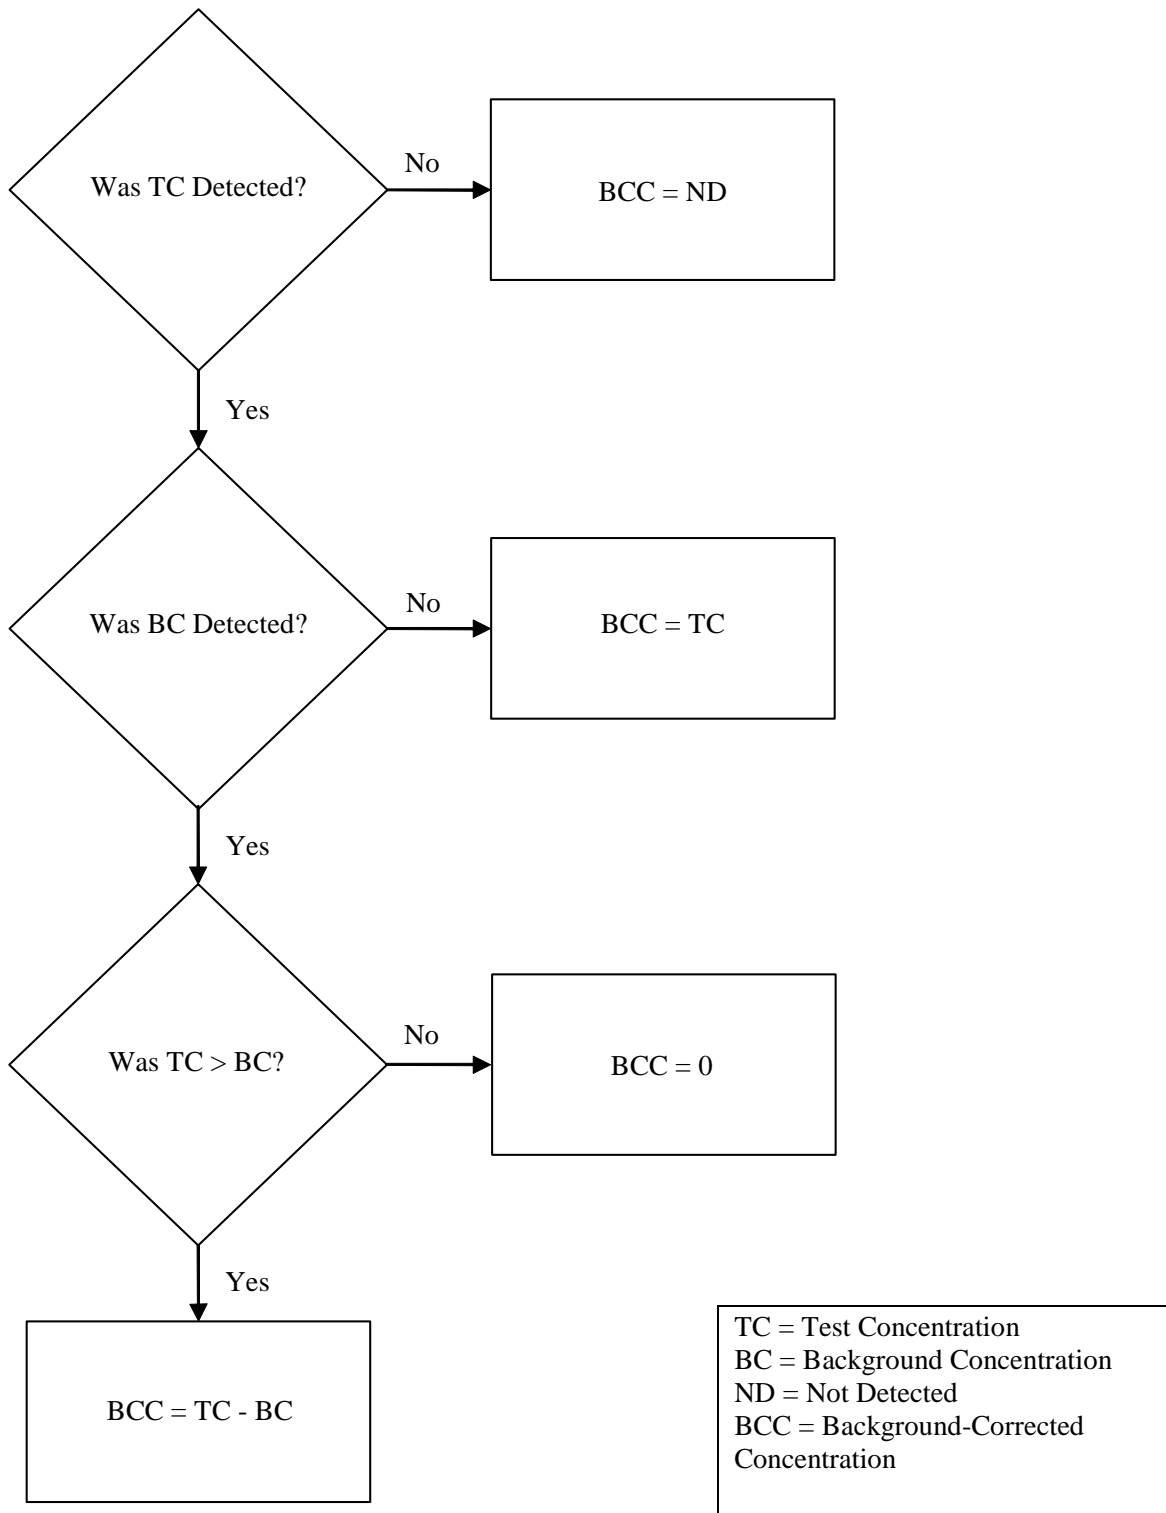 Was TC Detected?
No
BCC = ND
Yes
Was BC Detected?
No
BCC = TC
Yes
Was TC > BC?
No
BCC = 0
Yes
BCC = TC - BC
TC = Test Concentration
BC = Background Concentration
ND = Not Detected
BCC = Background-Corrected
Concentration